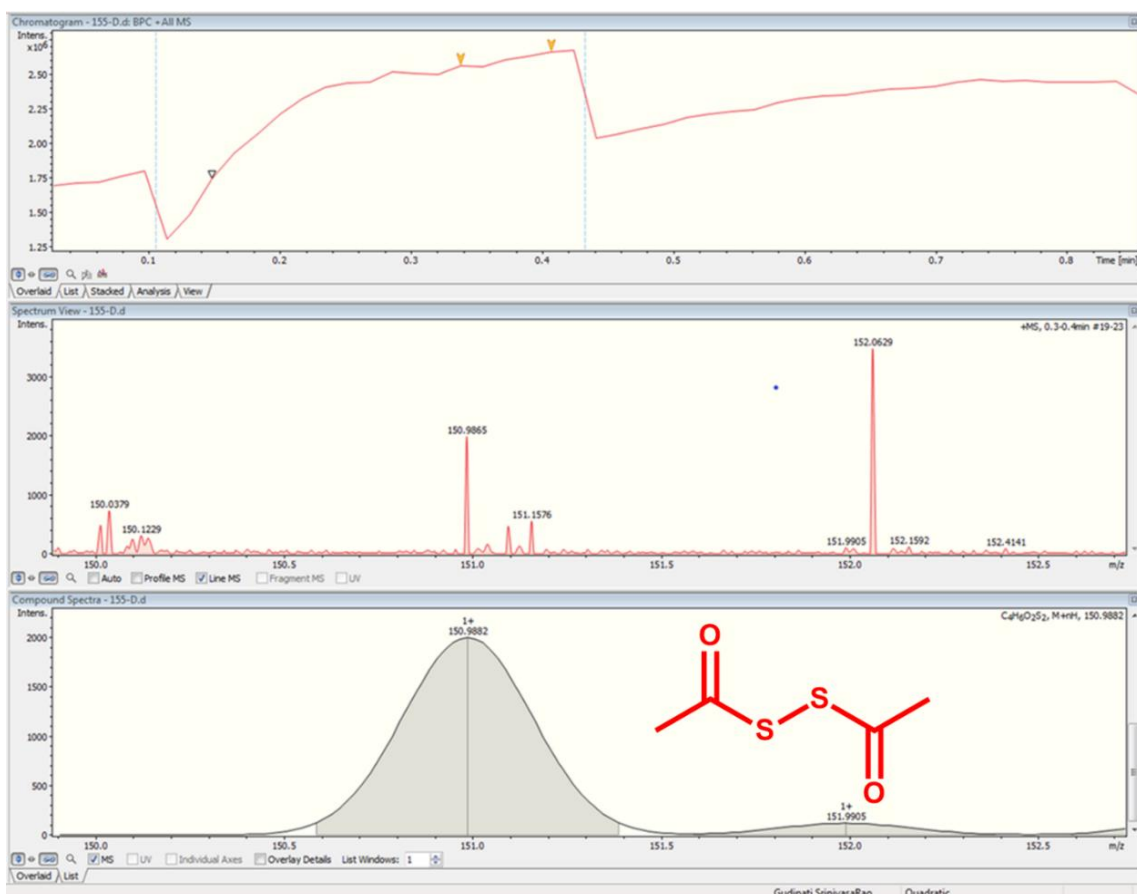 Chromatogram - 155-D.d: BPC +All MS
Intens.
x10⁶
2.50
2.25
2.00
1.75
1.50
1.25
0.1 0.2 0.3 0.4 0.5 0.6 0.7 0.8 Time [min]
Overlaid List Stacked Analysis View
Spectrum View - 155-D.d
Intens.
+MS, 0.3-0.4min #19-23
152.0629
3000
2000
150.9865
1000
150.0379
151.1576
150.1229
151.9905 152.1592 152.4141
0
150.0 150.5 151.0 151.5 152.0 152.5 m/z
Auto Profile MS Line MS Fragment MS UV
Compound Spectra - 155-D.d
Intens.
C₄H₆O₂S₂, M+nH, 150.9882
2000
1+
150.9882
1500
1000
500
0
O
S
S
O
1+
151.9905
150.0 150.5 151.0 151.5 152.0 152.5 m/z
MS UV Individual Axes Overlay Details List Windows: 1
Overlaid List
Gudipati SrinivasaRao Quadratic